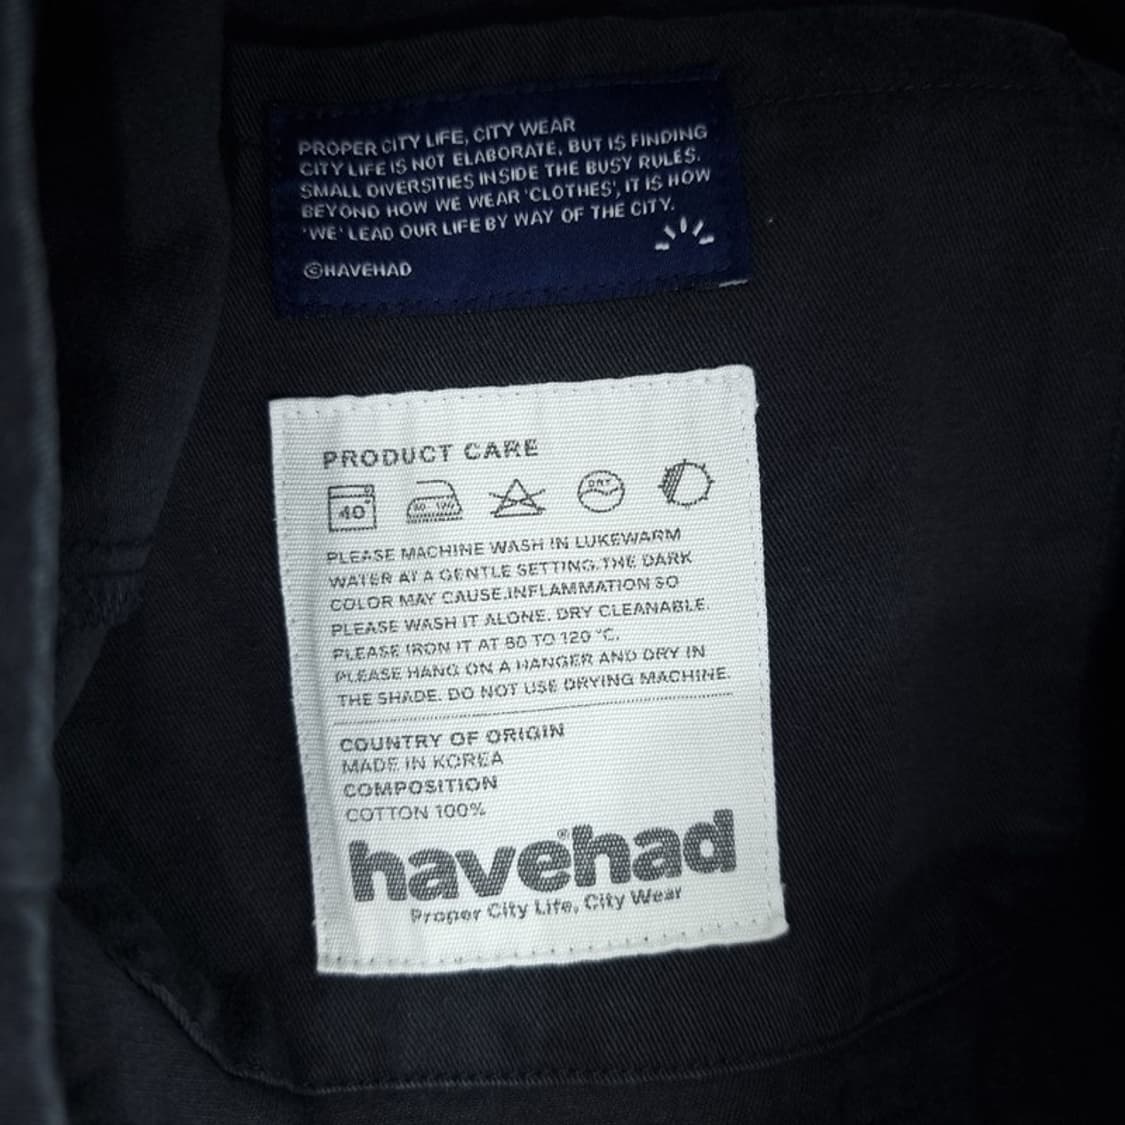 PROPER CITY LIFE, CITY WEAR
CITY LIFE IS NOT ELABORATE, BUT IS FINDING
SMALL DIVERSITIES INSIDE THE BUSY RULES.
BEYOND HOW WE WEAR 'CLOTHES', IT IS HOW
'WE' LEAD OUR LIFE BY WAY OF THE CITY.
©HAVEHAD
PRODUCT CARE
40° 80 120 DRY
PLEASE MACHINE WASH IN LUKEWARM
WATER AT A GENTLE SETTING.THE DARK
COLOR MAY CAUSE.INFLAMMATION SO
PLEASE WASH IT ALONE. DRY CLEANABLE.
PLEASE IRON IT AT 80 TO 120 °C.
PLEASE HANG ON A HANGER AND DRY IN
THE SHADE. DO NOT USE DRYING MACHINE.
COUNTRY OF ORIGIN
MADE IN KOREA
COMPOSITION
COTTON 100%
havehad®
Proper City Life, City Wear